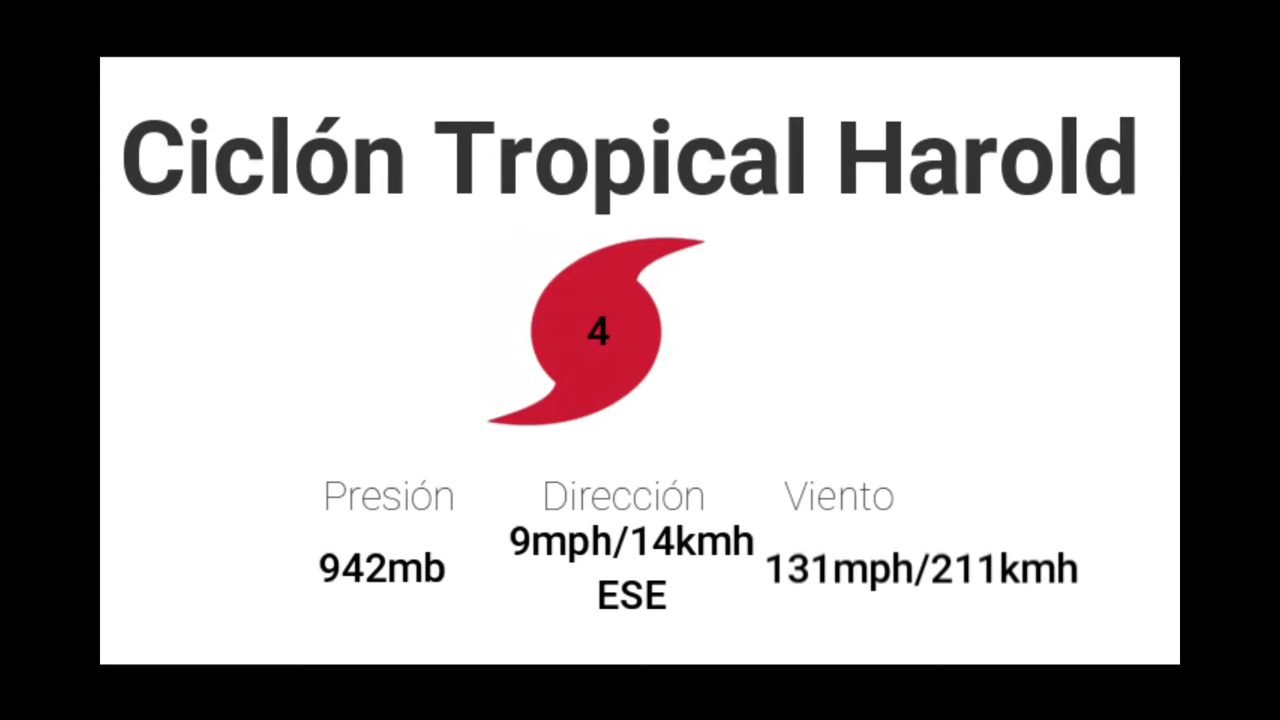 Ciclón Tropical Harold
4
Presión Dirección Viento
942mb 9mph/14kmh 131mph/211kmh
ESE